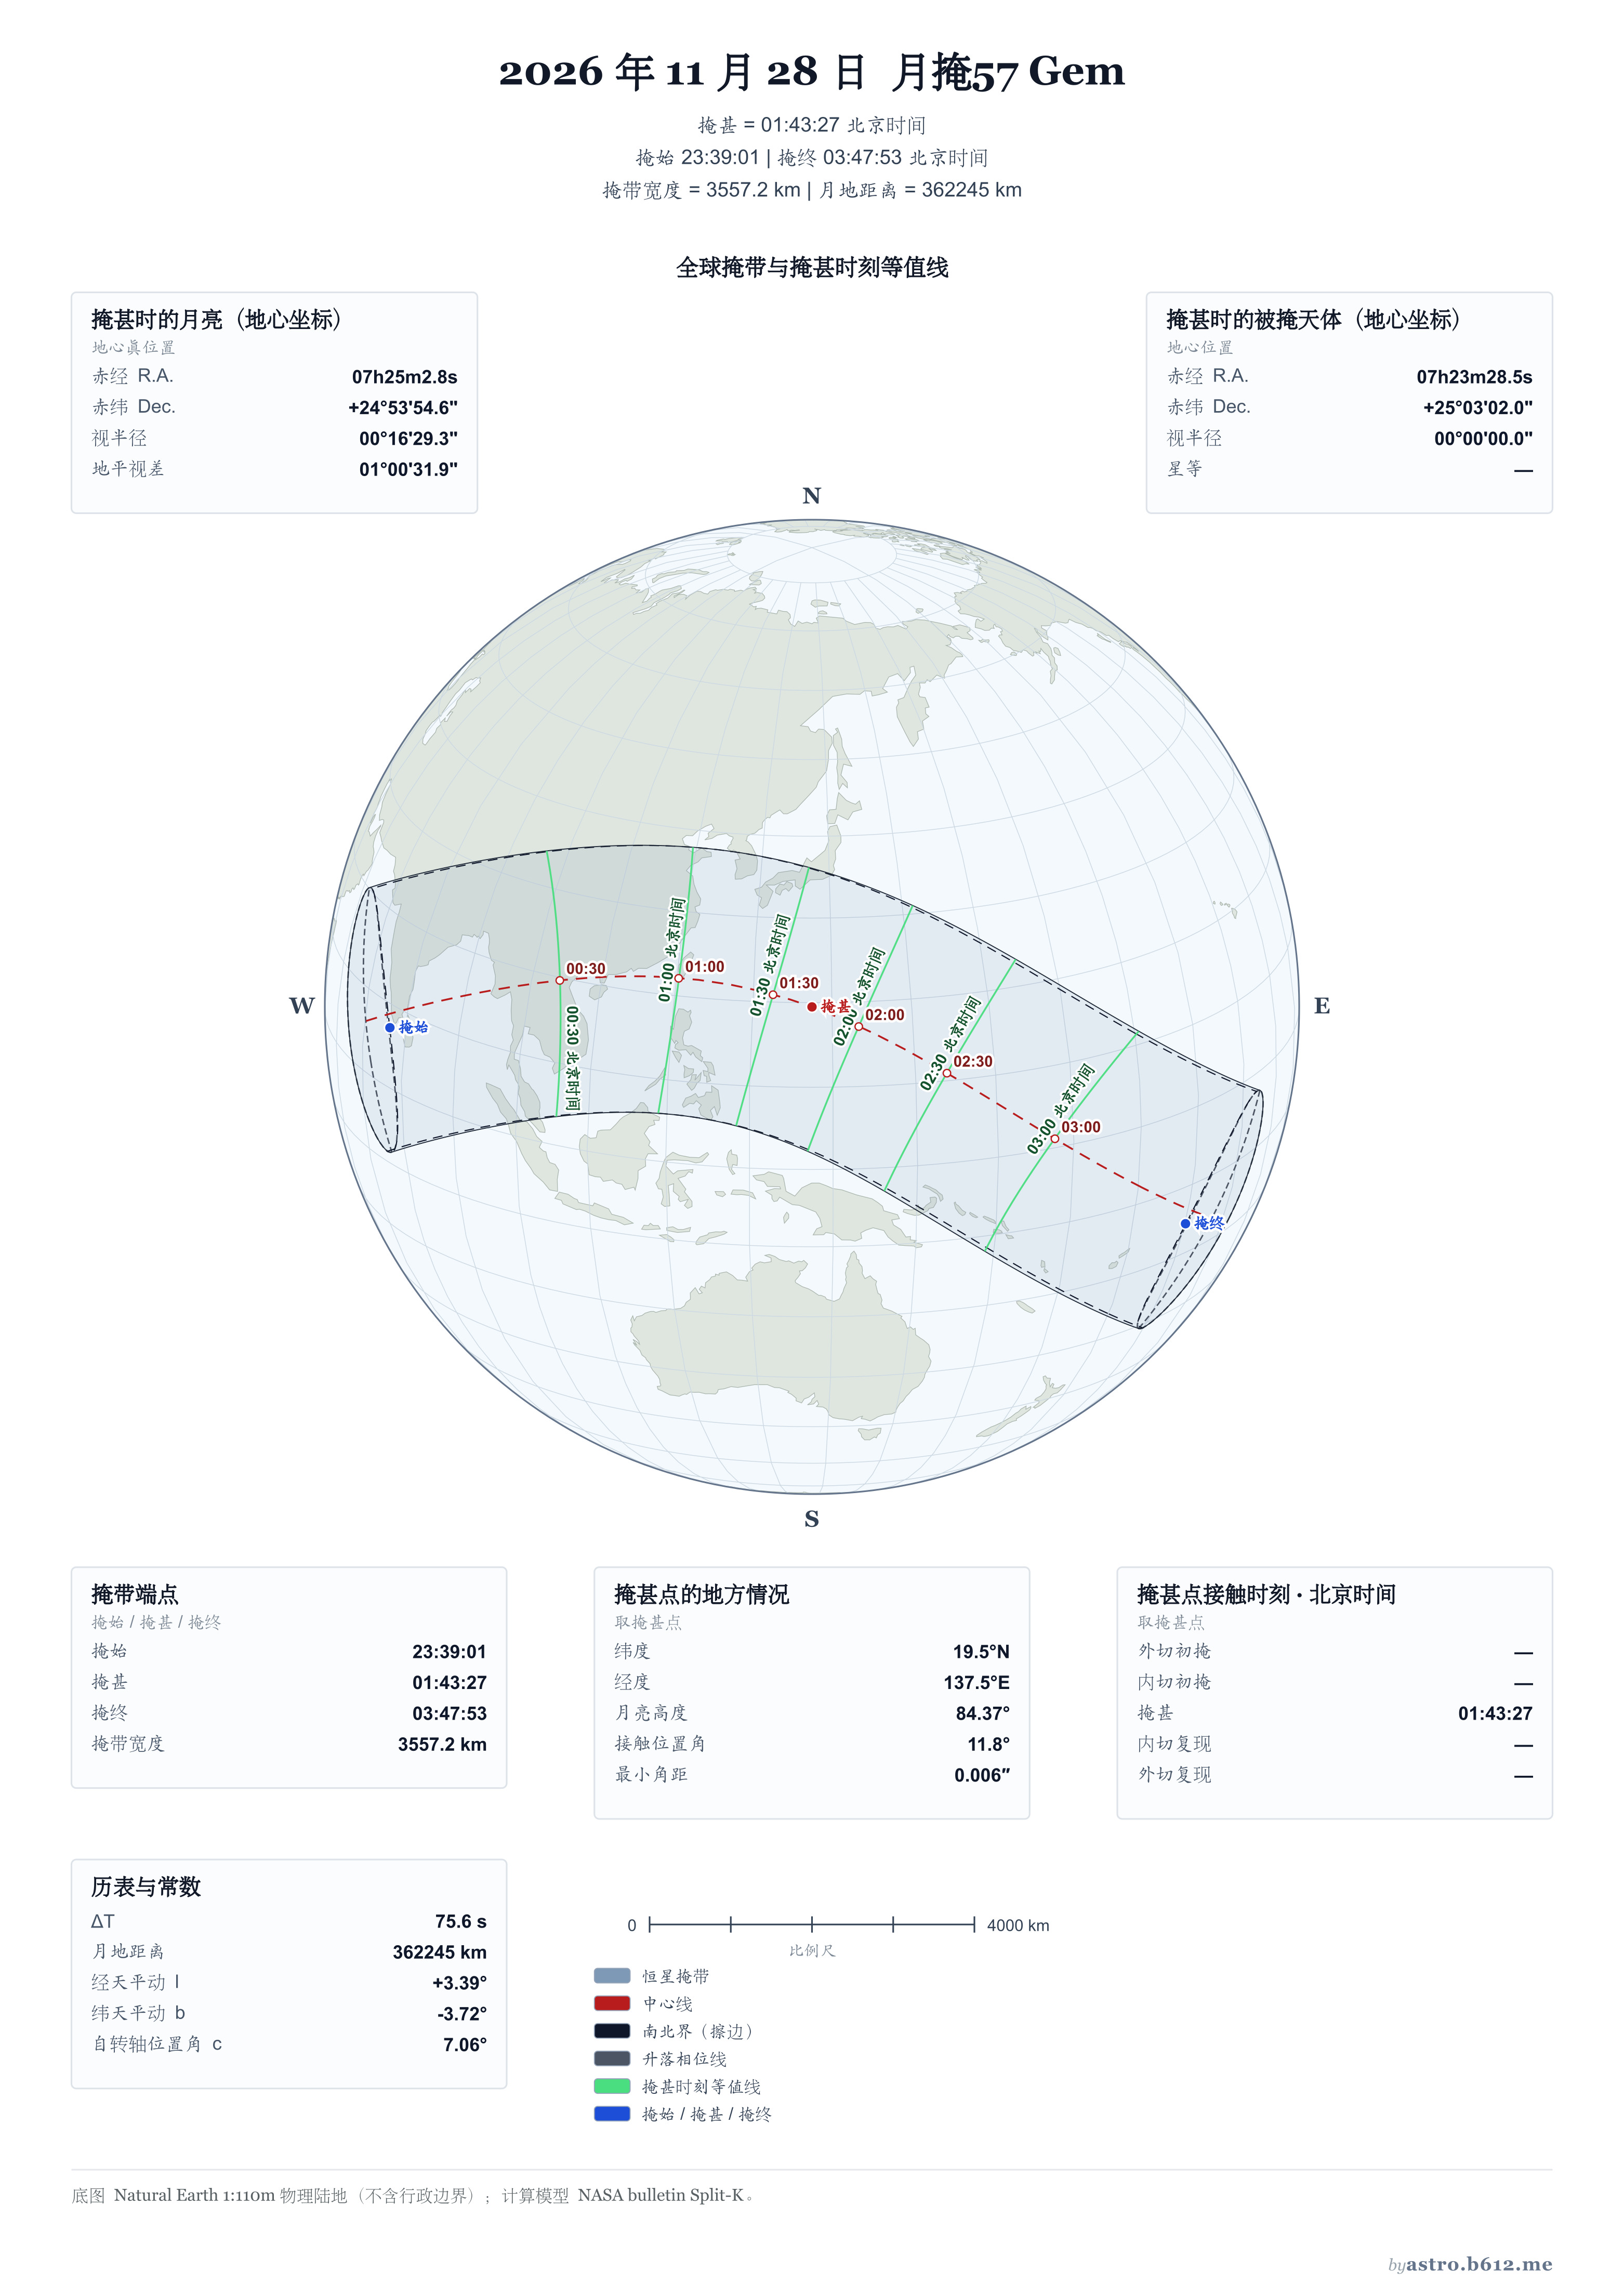 2026 年 11 月 28 日 月掩57 Gem
掩甚 = 01:43:27 北京时间
掩始 23:39:01 | 掩终 03:47:53 北京时间
掩带宽度 = 3557.2 km | 月地距离 = 362245 km
全球掩带与掩甚时刻等值线
掩甚时的月亮（地心坐标）
地心真位置
赤经 R.A. 07h25m2.8s
赤纬 Dec. +24°53'54.6"
视半径 00°16'29.3"
地平视差 01°00'31.9"
掩甚时的被掩天体（地心坐标）
地心位置
赤经 R.A. 07h23m28.5s
赤纬 Dec. +25°03'02.0"
视半径 00°00'00.0"
星等 —
N
W
E
S
掩始
00:30
00:30 北京时间
01:00
01:00 北京时间
01:30
01:30 北京时间
掩甚
02:00
02:00 北京时间
02:30
02:30 北京时间
03:00
03:00 北京时间
掩终
掩带端点
掩始 / 掩甚 / 掩终
掩始 23:39:01
掩甚 01:43:27
掩终 03:47:53
掩带宽度 3557.2 km
掩甚点的地方情况
取掩甚点
纬度 19.5°N
经度 137.5°E
月亮高度 84.37°
接触位置角 11.8°
最小角距 0.006″
掩甚点接触时刻 · 北京时间
取掩甚点
外切初掩 —
内切初掩 —
掩甚 01:43:27
内切复现 —
外切复现 —
历表与常数
ΔT 75.6 s
月地距离 362245 km
经天平动 l +3.39°
纬天平动 b -3.72°
自转轴位置角 c 7.06°
0 4000 km
比例尺
恒星掩带
中心线
南北界（擦边）
升落相位线
掩甚时刻等值线
掩始 / 掩甚 / 掩终
底图 Natural Earth 1:110m 物理陆地（不含行政边界）；计算模型 NASA bulletin Split-K。
byastro.b612.me